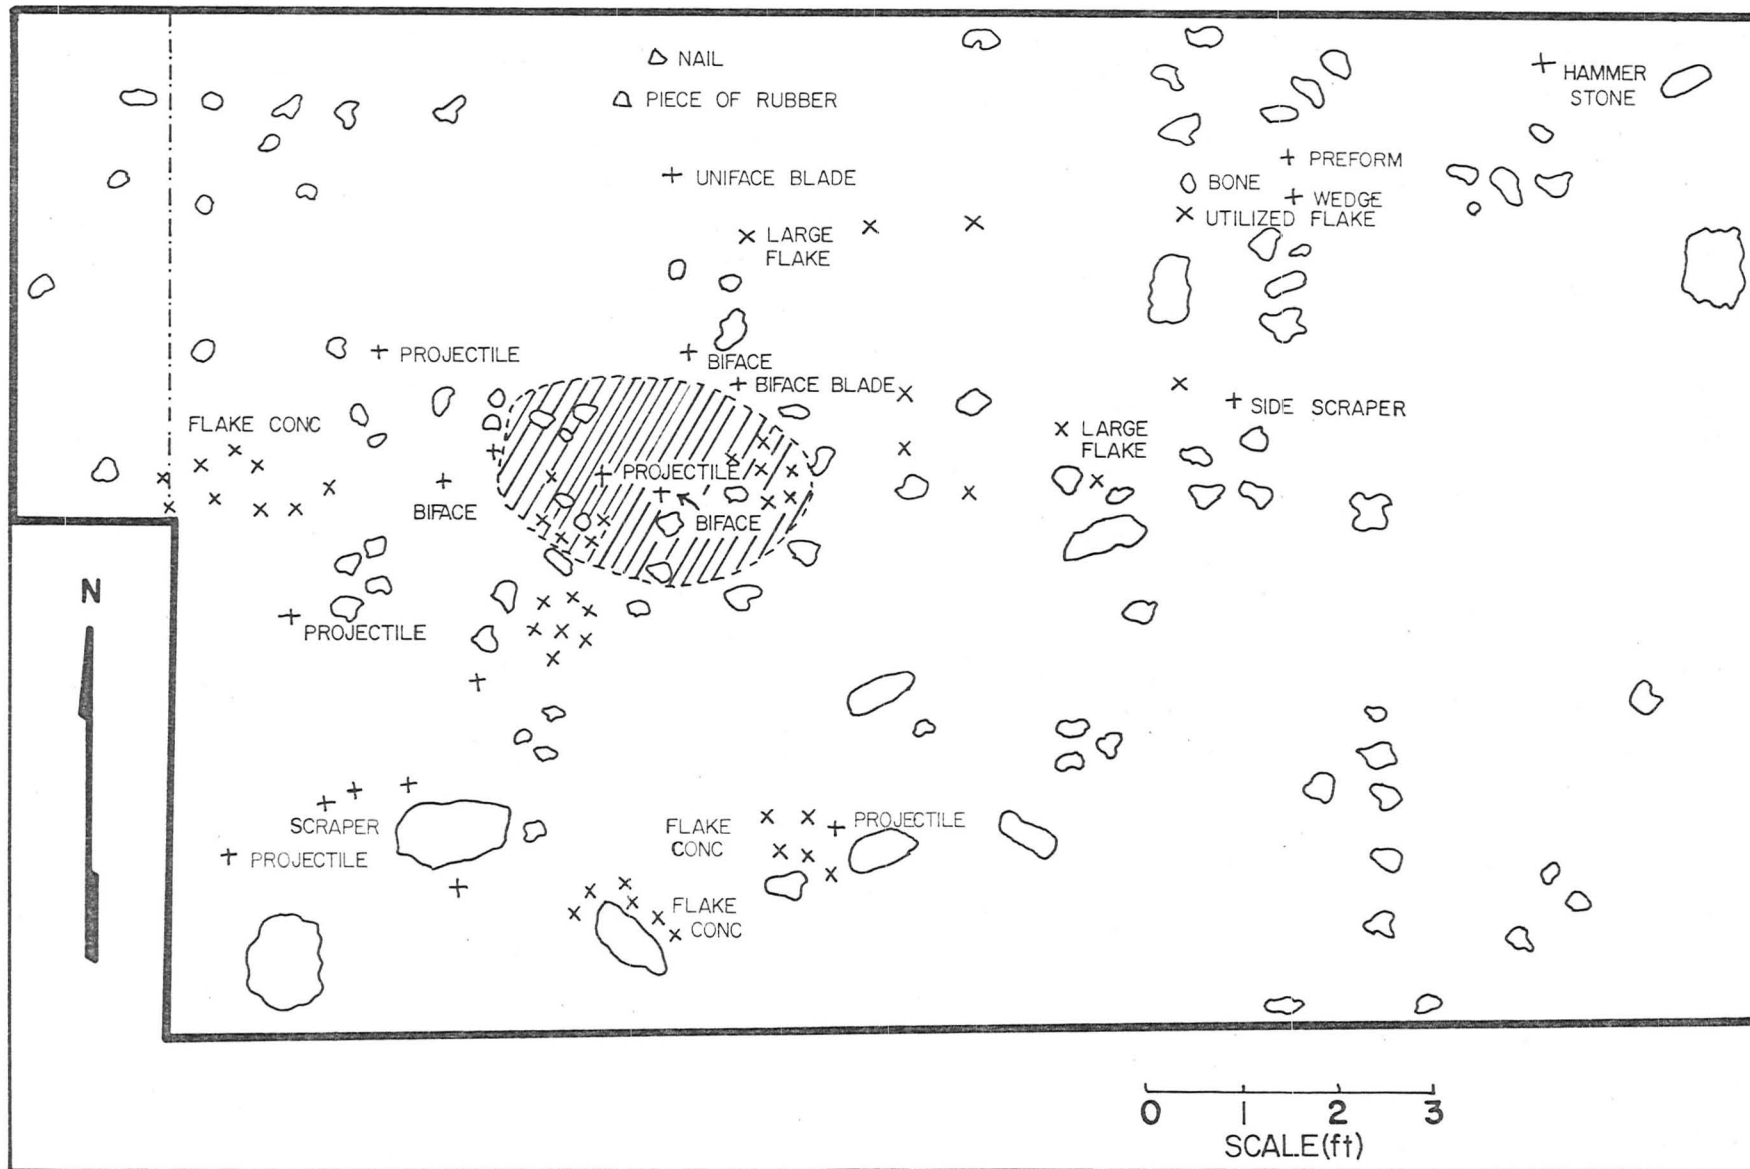 NAIL
HAMMER
STONE
PIECE OF RUBBER
PREFORM
UNIFACE BLADE
BONE
WEDGE
UTILIZED FLAKE
LARGE
FLAKE
PROJECTILE
BIFACE
BIFACE BLADE
SIDE SCRAPER
FLAKE CONC
LARGE
FLAKE
PROJECTILE
BIFACE
BIFACE
N
PROJECTILE
SCRAPER
FLAKE
CONC
PROJECTILE
PROJECTILE
FLAKE
CONC
0 1 2 3
SCALE(ft)